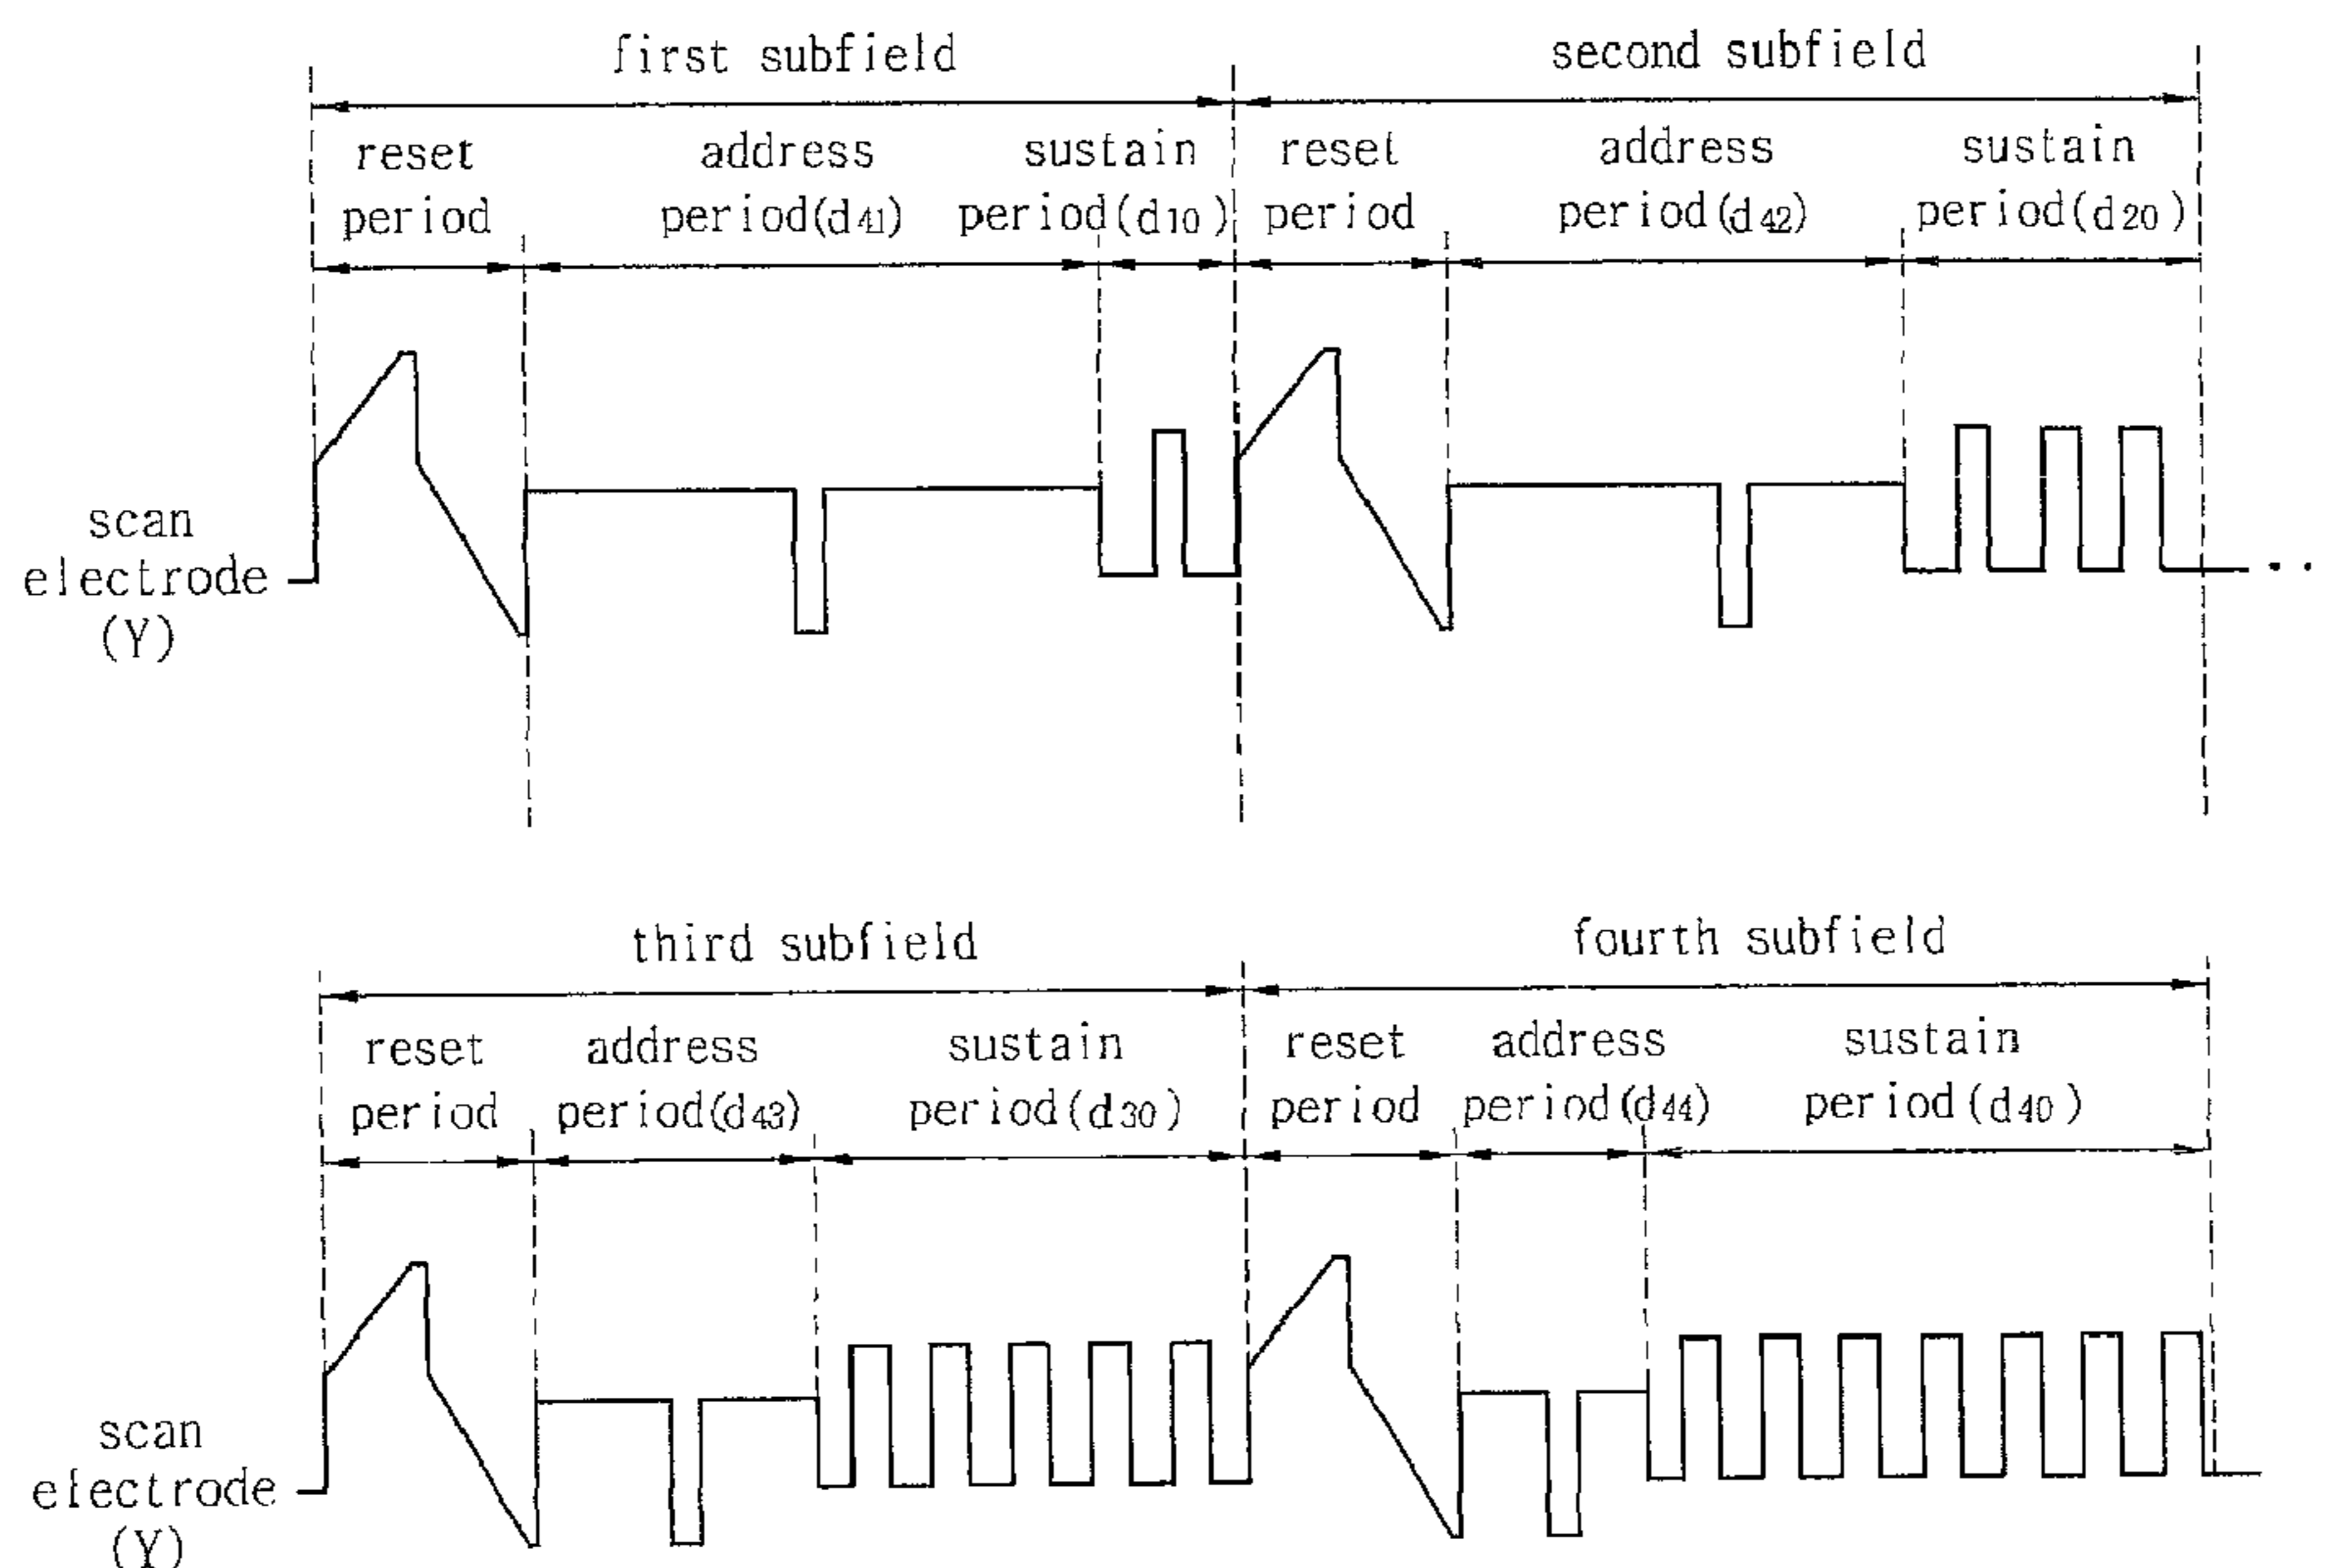 first subfield
second subfield
reset period
address period(d41)
sustain period(d10)
reset period
address period(d42)
sustain period(d20)
scan electrode (Y)
third subfield
fourth subfield
reset period
address period(d43)
sustain period(d30)
reset period
address period(d44)
sustain period(d40)
scan electrode (Y)